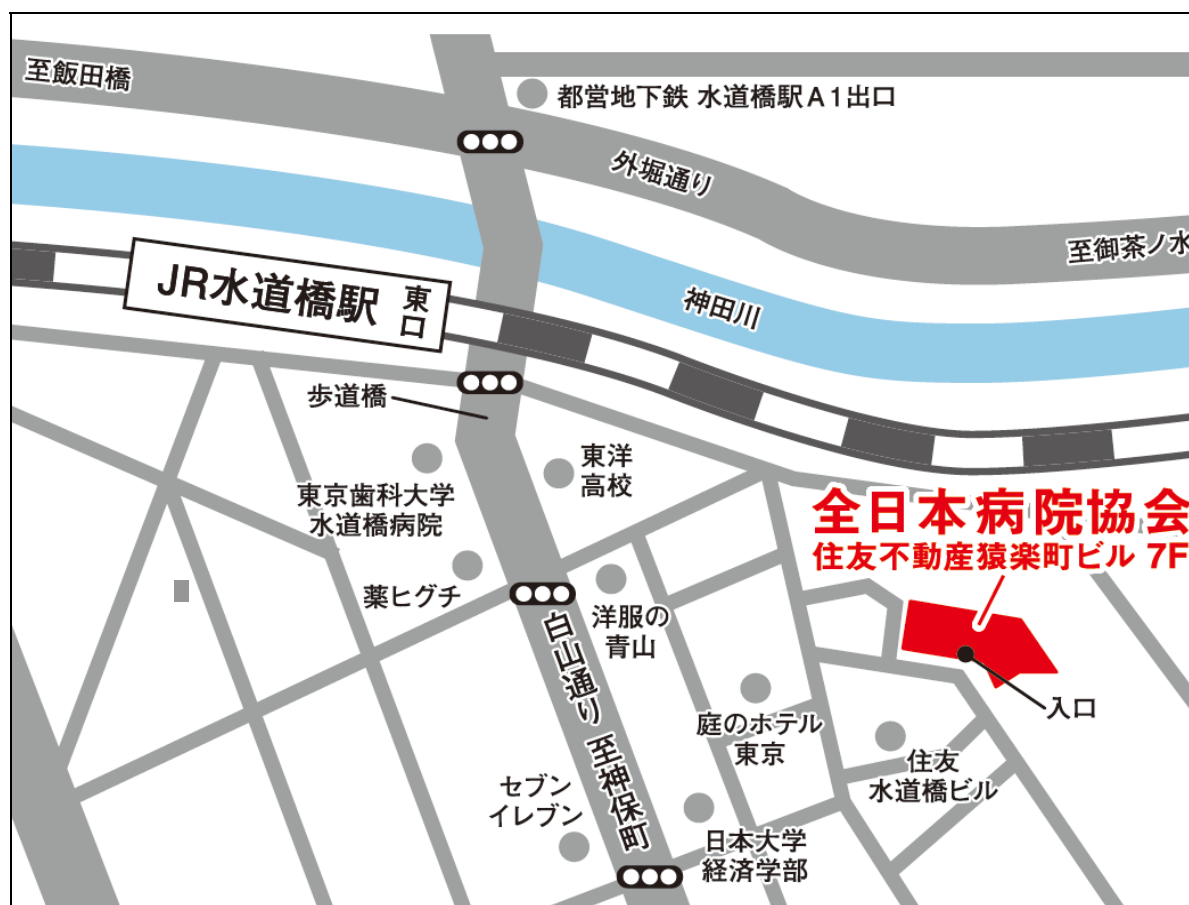 至飯田橋
都営地下鉄 水道橋駅A1出口
外堀通り
至御茶ノ水
神田川
JR水道橋駅
東口
歩道橋
東洋
高校
東京歯科大学
水道橋病院
全日本病院協会
住友不動産猿楽町ビル 7F
薬ヒグチ
洋服の
青山
白山通り 至神保町
入口
庭のホテル
東京
住友
水道橋ビル
セブン
イレブン
日本大学
経済学部